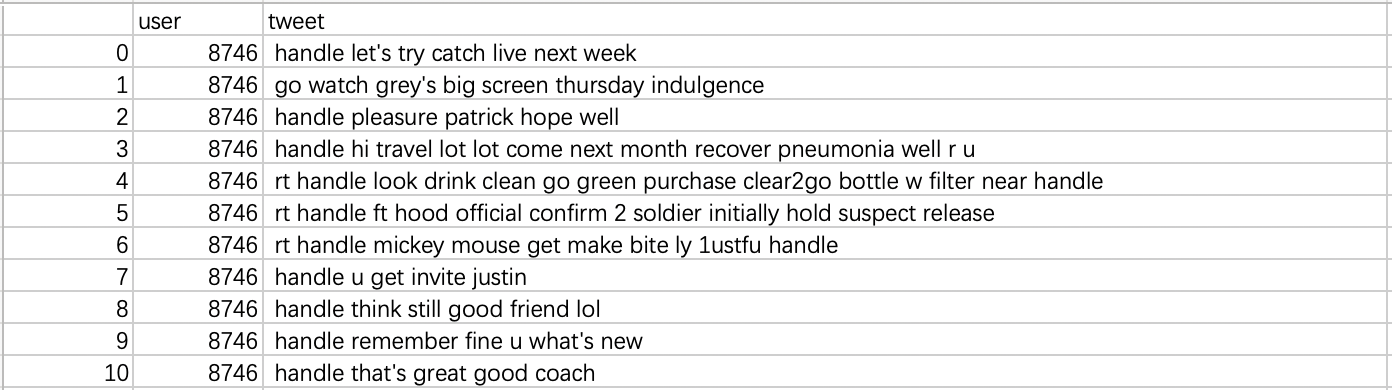 user tweet
0 8746 handle let's try catch live next week
1 8746 go watch grey's big screen thursday indulgence
2 8746 handle pleasure patrick hope well
3 8746 handle hi travel lot lot come next month recover pneumonia well r u
4 8746 rt handle look drink clean go green purchase clear2go bottle w filter near handle
5 8746 rt handle ft hood official confirm 2 soldier initially hold suspect release
6 8746 rt handle mickey mouse get make bite ly 1ustfu handle
7 8746 handle u get invite justin
8 8746 handle think still good friend lol
9 8746 handle remember fine u what's new
10 8746 handle that's great good coach